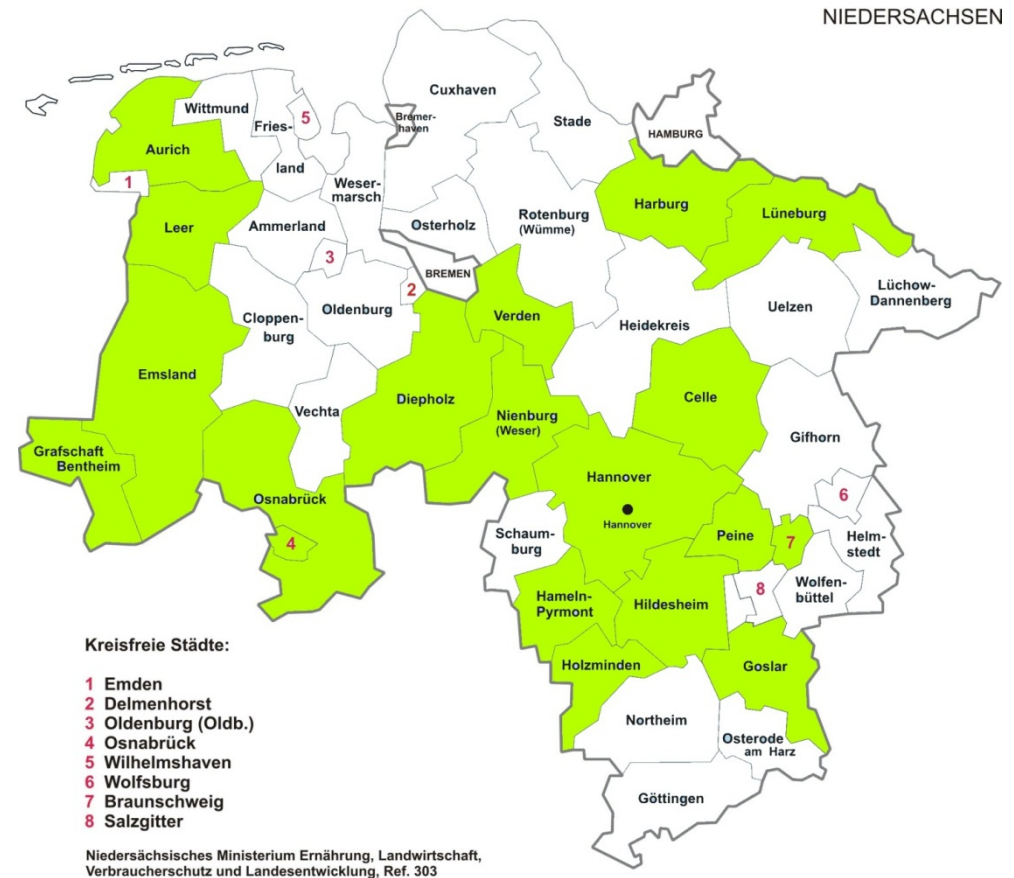 NIEDERSACHSEN
Cuxhaven
Wittmund
Bremer-
haven
Stade
Fries-
5
HAMBURG
Aurich
land
1
Weser-
marsch
Harburg
Lüneburg
Leer
Ammerland
Osterholz
Rotenburg
(Wümme)
3
BREMEN
2
Lüchow-
Dannenberg
Uelzen
Oldenburg
Verden
Heidekreis
Cloppen-
burg
Emsland
Diepholz
Celle
Vechta
Nienburg
(Weser)
Gifhorn
Grafschaft
Bentheim
Hannover
6
Osnabrück
Hannover
4
Schaum-
burg
Peine
7
Helm-
stedt
8
Wolfen-
büttel
Hameln-
Pyrmont
Hildesheim
Holzminden
Goslar
Northeim
Osterode
am Harz
Göttingen
Kreisfreie Städte:
1 Emden
2 Delmenhorst
3 Oldenburg (Oldb.)
4 Osnabrück
5 Wilhelmshaven
6 Wolfsburg
7 Braunschweig
8 Salzgitter
Niedersächsisches Ministerium Ernährung, Landwirtschaft,
Verbraucherschutz und Landesentwicklung, Ref. 303